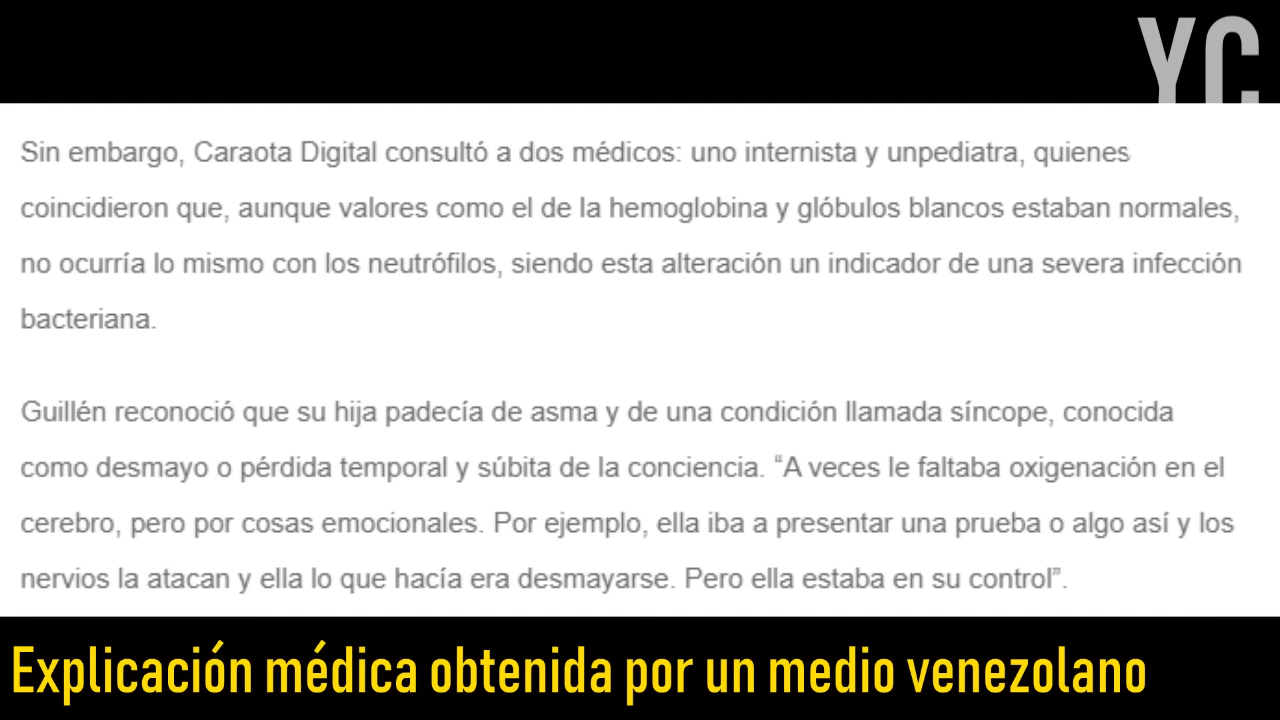 YC
Sin embargo, Caraota Digital consultó a dos médicos: uno internista y unpediatra, quienes
coincidieron que, aunque valores como el de la hemoglobina y glóbulos blancos estaban normales,
no ocurría lo mismo con los neutrófilos, siendo esta alteración un indicador de una severa infección
bacteriana.
Guillén reconoció que su hija padecía de asma y de una condición llamada síncope, conocida
como desmayo o pérdida temporal y súbita de la conciencia. “A veces le faltaba oxigenación en el
cerebro, pero por cosas emocionales. Por ejemplo, ella iba a presentar una prueba o algo así y los
nervios la atacan y ella lo que hacía era desmayarse. Pero ella estaba en su control”.
Explicación médica obtenida por un medio venezolano